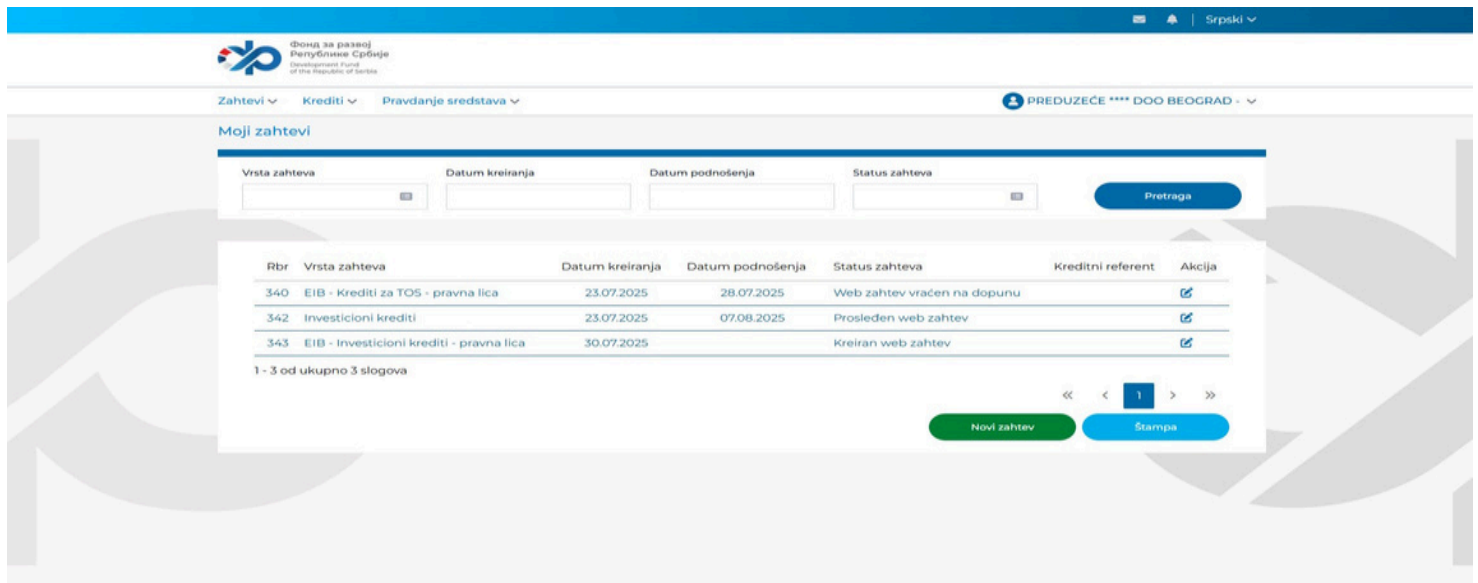 Srpski
Фонд за развој
Републике Србије
Development Fund
of the Republic of Serbia
Zahtevi Krediti Pravdanje sredstava PREDUZEĆE **** DOO BEOGRAD -
Moji zahtevi
Vrsta zahteva Datum kreiranja Datum podnošenja Status zahteva
Pretraga
Rbr Vrsta zahteva Datum kreiranja Datum podnošenja Status zahteva Kreditni referent Akcija
340 EIB - Krediti za TOS - pravna lica 23.07.2025 28.07.2025 Web zahtev vraćen na dopunu
342 Investicioni krediti 23.07.2025 07.08.2025 Prosleđen web zahtev
343 EIB - Investicioni krediti - pravna lica 30.07.2025 Kreiran web zahtev
1 - 3 od ukupno 3 slogova
« < 1 > »
Novi zahtev Štampa